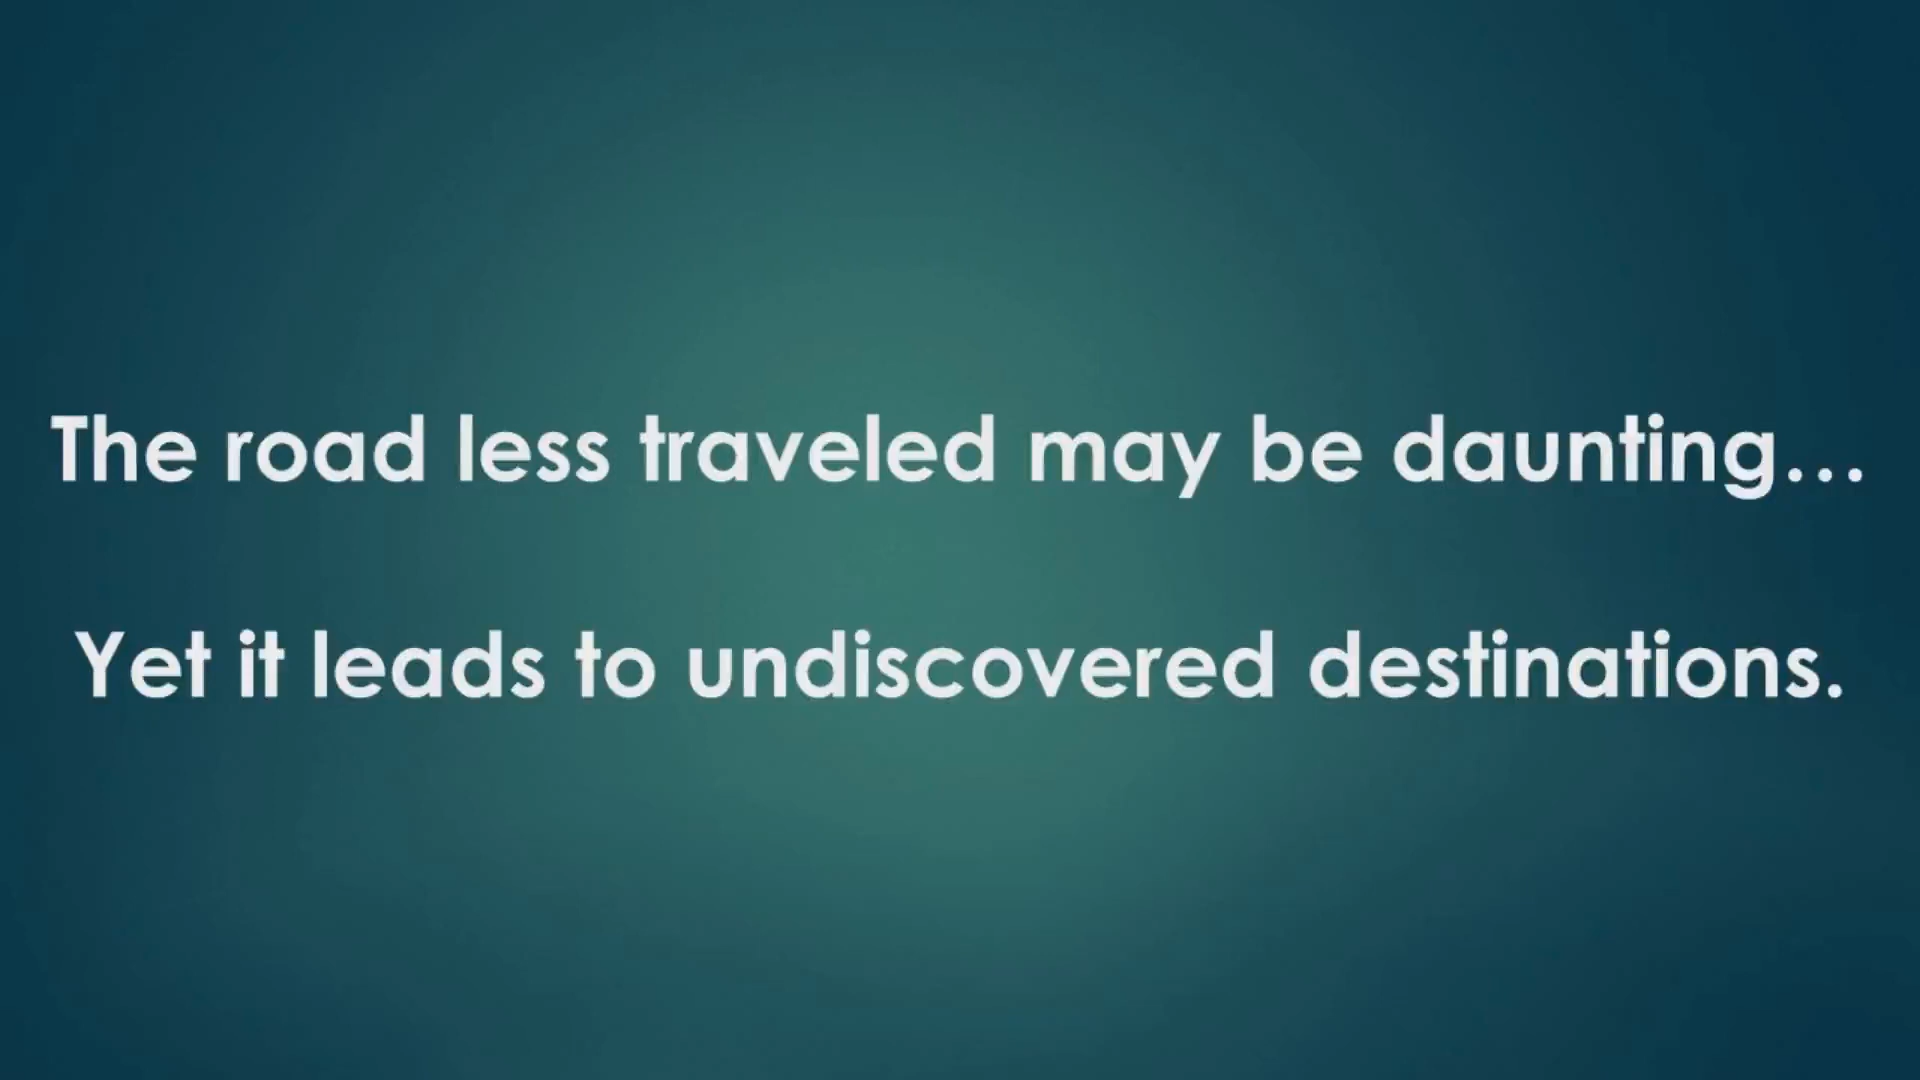 The road less traveled may be daunting…
Yet it leads to undiscovered destinations.